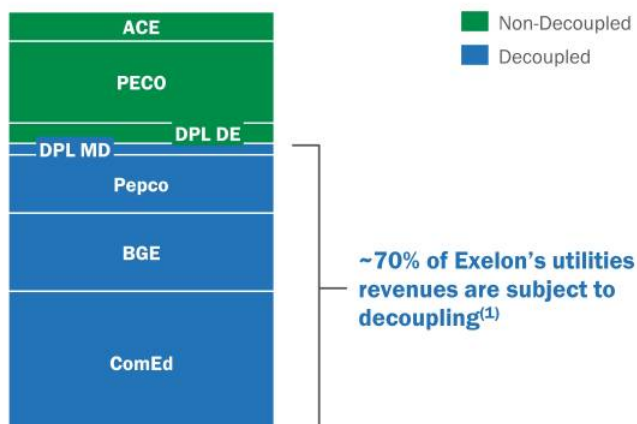 ACE
Non-Decoupled
Decoupled
PECO
DPL DE
DPL MD
Pepco
BGE
~70% of Exelon's utilities
revenues are subject to
decoupling(1)
ComEd